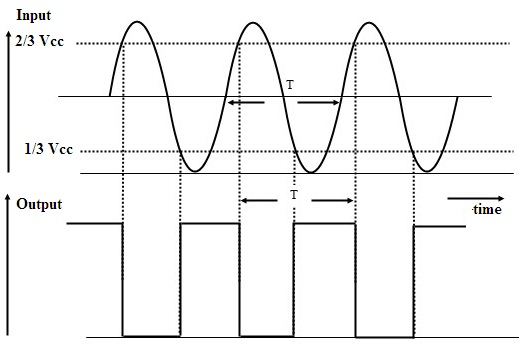 Input
2/3 Vcc
T
1/3 Vcc
T
Output
time